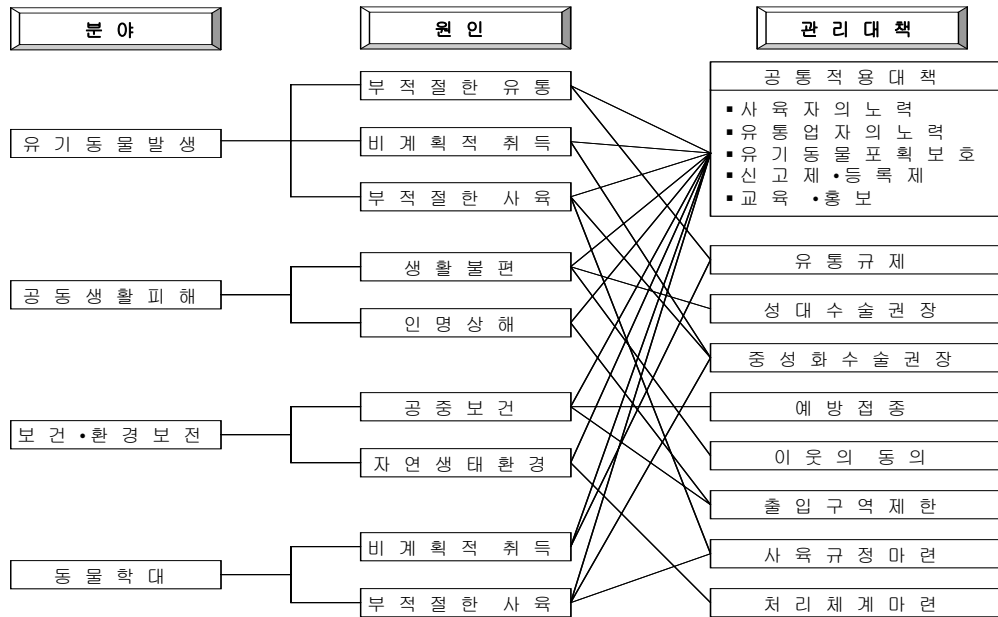 분야
원인
관리대책
유기동물발생
공동생활피해
보건•환경보전
동물학대
부적절한 유통
비계획적 취득
부적절한 사육
생활불편
인명상해
공중보건
자연생태환경
비계획적 취득
부적절한 사육
공통적용대책
▪ 사육자의노력
▪ 유통업자의노력
▪ 유기동물포획보호
▪ 신고제•등록제
▪ 교육 •홍보
유통규제
성대수술권장
중성화수술권장
예방접종
이웃의 동의
출입구역제한
사육규정마련
처리체계마련